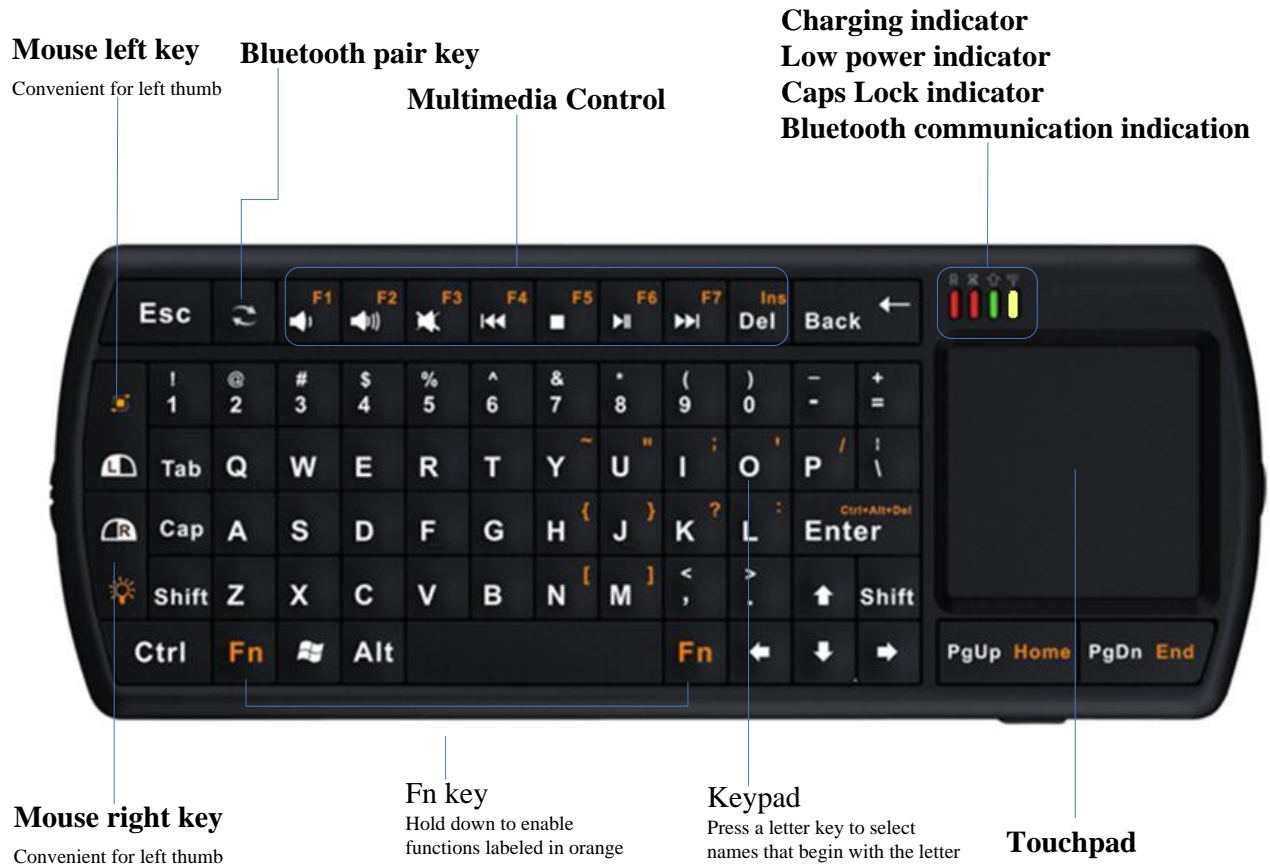 Mouse left key
Convenient for left thumb
Bluetooth pair key
Multimedia Control
Charging indicator
Low power indicator
Caps Lock indicator
Bluetooth communication indication
Esc F1 F2 F3 F4 F5 F6 F7 Ins Del Back
! @ # $ % ^ & * ( ) – +
1 2 3 4 5 6 7 8 9 0 - =
Tab Q W E R T Y ~ U " I ; O ' P / ¦ \
Cap A S D F G H { J } K ? L : Enter Ctrl+Alt+Del
Shift Z X C V B N [ M ] < , > . Shift
Ctrl Fn Alt Fn PgUp Home PgDn End
L
R
Mouse right key
Convenient for left thumb
Fn key
Hold down to enable
functions labeled in orange
Keypad
Press a letter key to select
names that begin with the letter
Touchpad